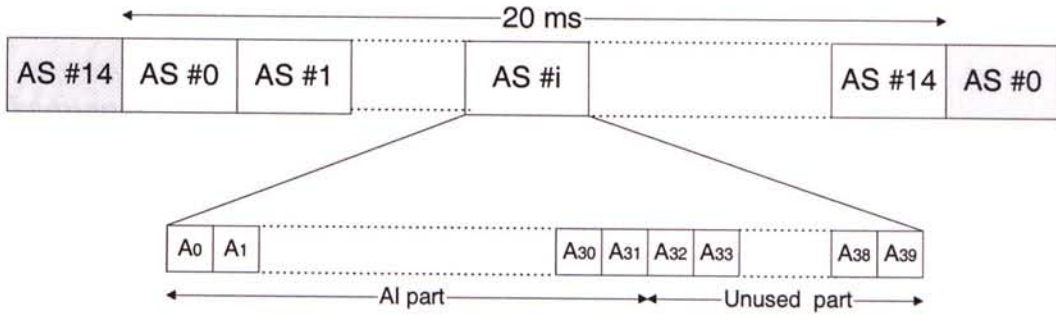 20 ms
AS #14 AS #0 AS #1 AS #i AS #14 AS #0
A0 A1 A30 A31 A32 A33 A38 A39
AI part Unused part